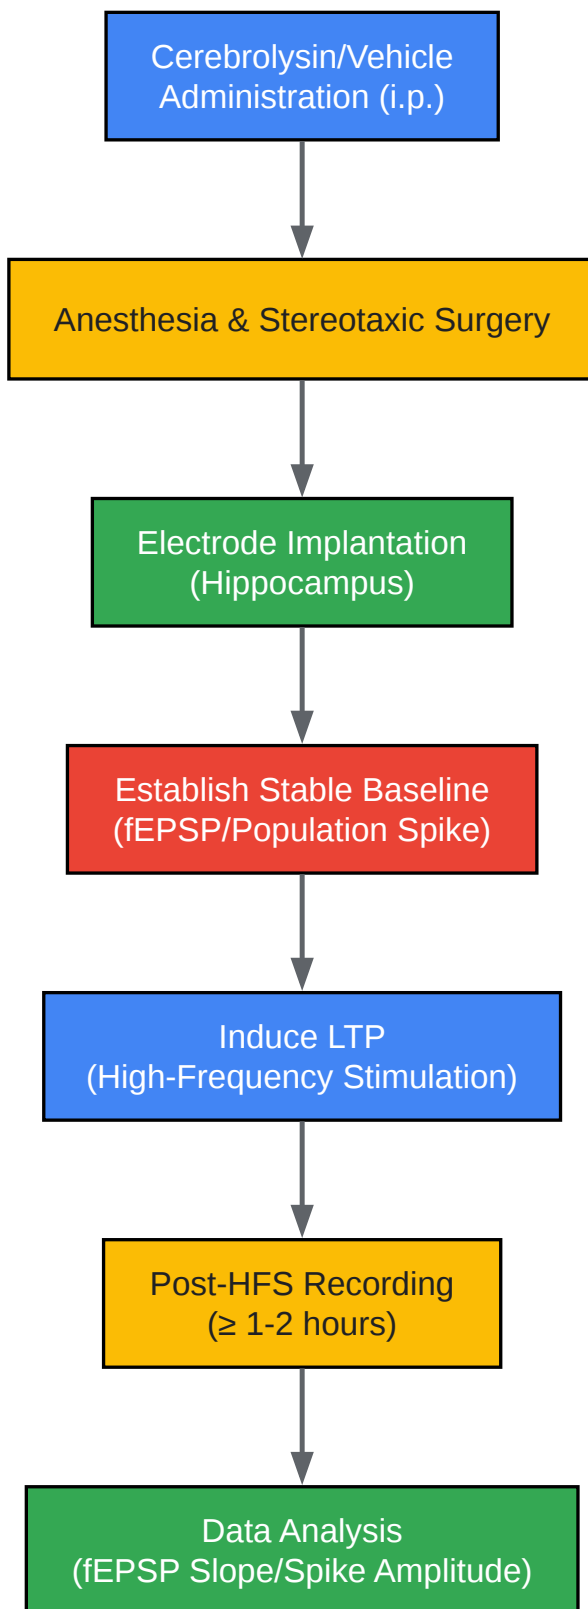 Cerebrolysin/Vehicle
Administration (i.p.)
Anesthesia & Stereotaxic Surgery
Electrode Implantation
(Hippocampus)
Establish Stable Baseline
(fEPSP/Population Spike)
Induce LTP
(High-Frequency Stimulation)
Post-HFS Recording
(≥ 1-2 hours)
Data Analysis
(fEPSP Slope/Spike Amplitude)